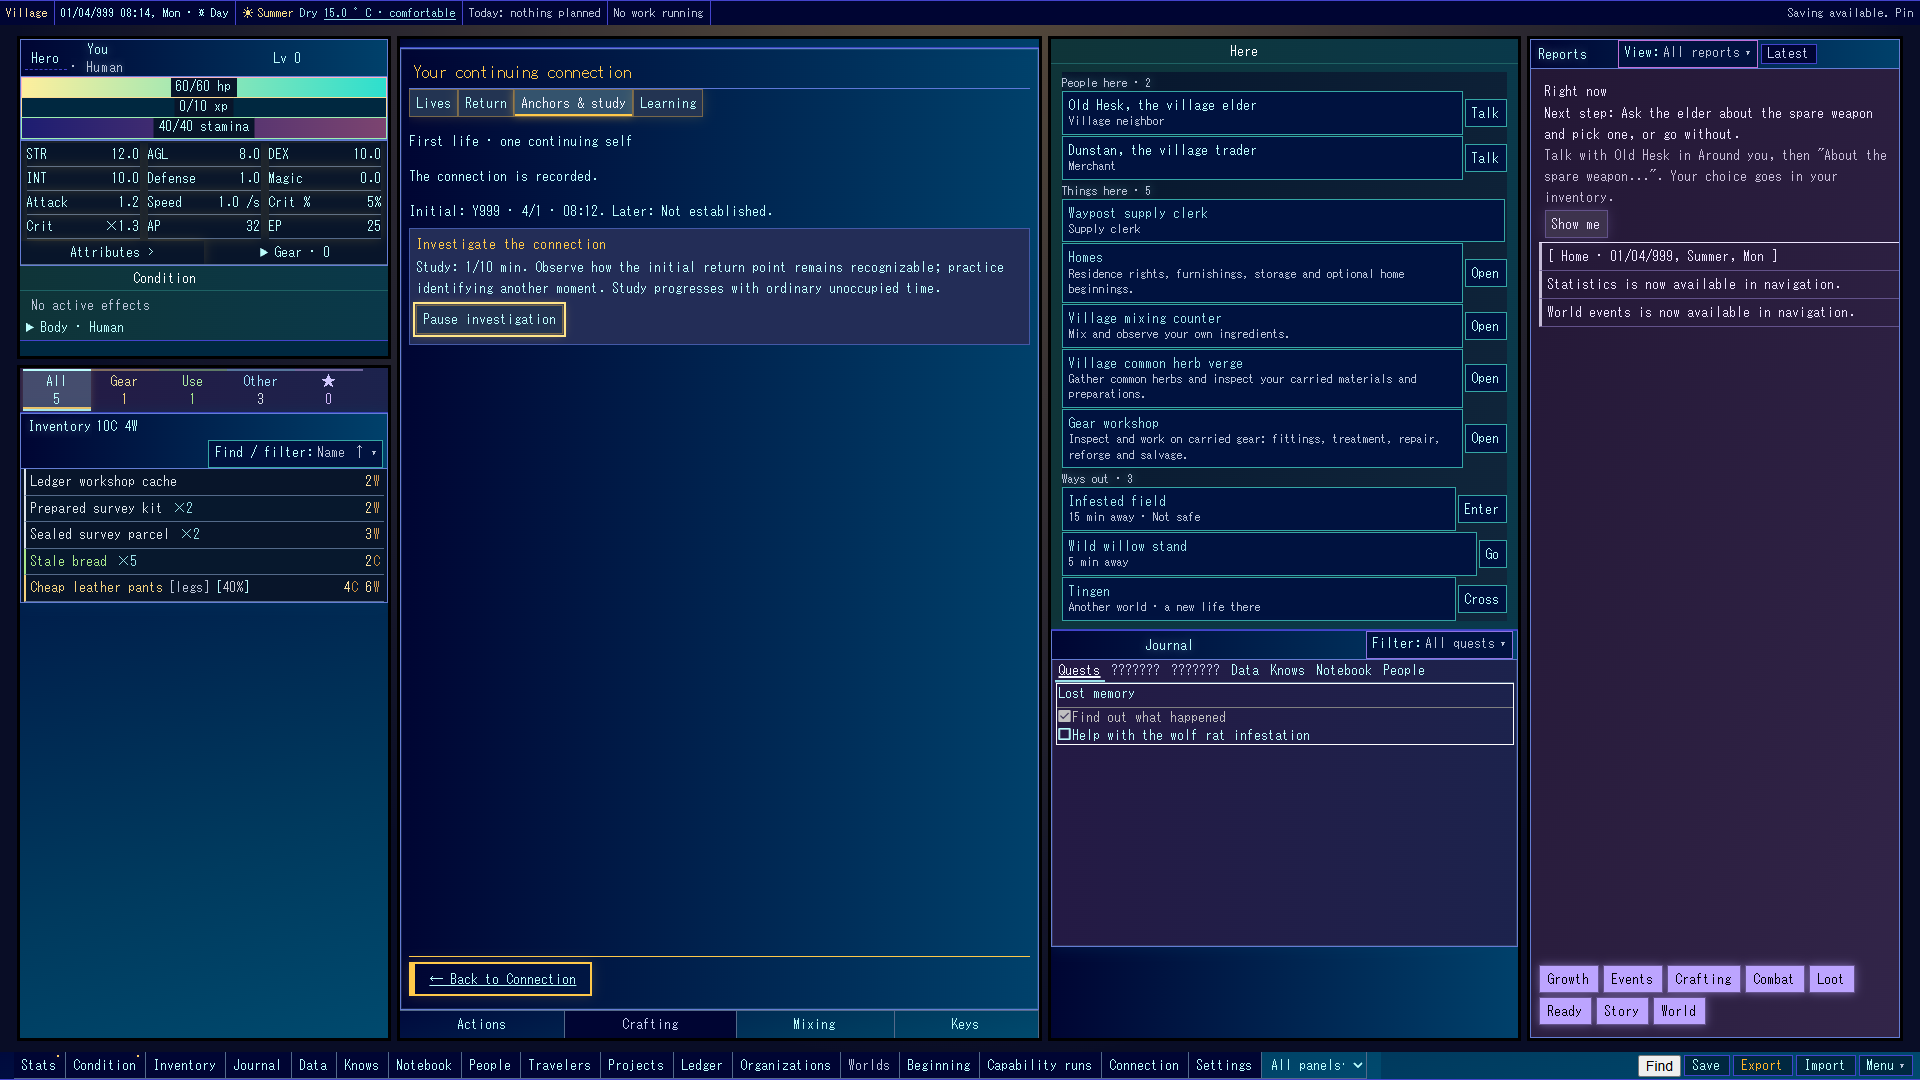 Village 01/04/999 08:14, Mon · ☀ Day ☀ Summer Dry 15.0 ° C · comfortable Today: nothing planned No work running Saving available. Pin
Hero · You Human Lv 0
60/60 hp
0/10 xp
40/40 stamina
STR 12.0 AGL 8.0 DEX 10.0
INT 10.0 Defense 1.0 Magic 0.0
Attack 1.2 Speed 1.0 /s Crit % 5%
Crit ×1.3 AP 32 EP 25
Attributes > ▶ Gear · 0
Condition
No active effects
▶ Body · Human
All Gear Use Other ★
5 1 1 3 0
Inventory 10C 4W
Find / filter: Name ↑ ▾
Ledger workshop cache 2W
Prepared survey kit ×2 2W
Sealed survey parcel ×2 3W
Stale bread ×5 2C
Cheap leather pants [legs] [40%] 4C 6W
Your continuing connection
Lives Return Anchors & study Learning
First life · one continuing self
The connection is recorded.
Initial: Y999 · 4/1 · 08:12. Later: Not established.
Investigate the connection
Study: 1/10 min. Observe how the initial return point remains recognizable; practice
identifying another moment. Study progresses with ordinary unoccupied time.
Pause investigation
← Back to Connection
Actions Crafting Mixing Keys
Here
People here · 2
Old Hesk, the village elder
Village neighbor
Talk
Dunstan, the village trader
Merchant
Talk
Things here · 5
Waypost supply clerk
Supply clerk
Homes
Residence rights, furnishings, storage and optional home
beginnings.
Open
Village mixing counter
Mix and observe your own ingredients.
Open
Village common herb verge
Gather common herbs and inspect your carried materials and
preparations.
Open
Gear workshop
Inspect and work on carried gear: fittings, treatment, repair,
reforge and salvage.
Open
Ways out · 3
Infested field
15 min away · Not safe
Enter
Wild willow stand
5 min away
Go
Tingen
Another world · a new life there
Cross
Journal Filter: All quests ▾
Quests ??????? ??????? Data Knows Notebook People
Lost memory
Find out what happened
Help with the wolf rat infestation
Reports View: All reports ▾ Latest
Right now
Next step: Ask the elder about the spare weapon
and pick one, or go without.
Talk with Old Hesk in Around you, then "About the
spare weapon...". Your choice goes in your
inventory.
Show me
[ Home · 01/04/999, Summer, Mon ]
Statistics is now available in navigation.
World events is now available in navigation.
Growth Events Crafting Combat Loot
Ready Story World
Stats Condition Inventory Journal Data Knows Notebook People Travelers Projects Ledger Organizations Worlds Beginning Capability runs Connection Settings All panels Find Save Export Import Menu ▾